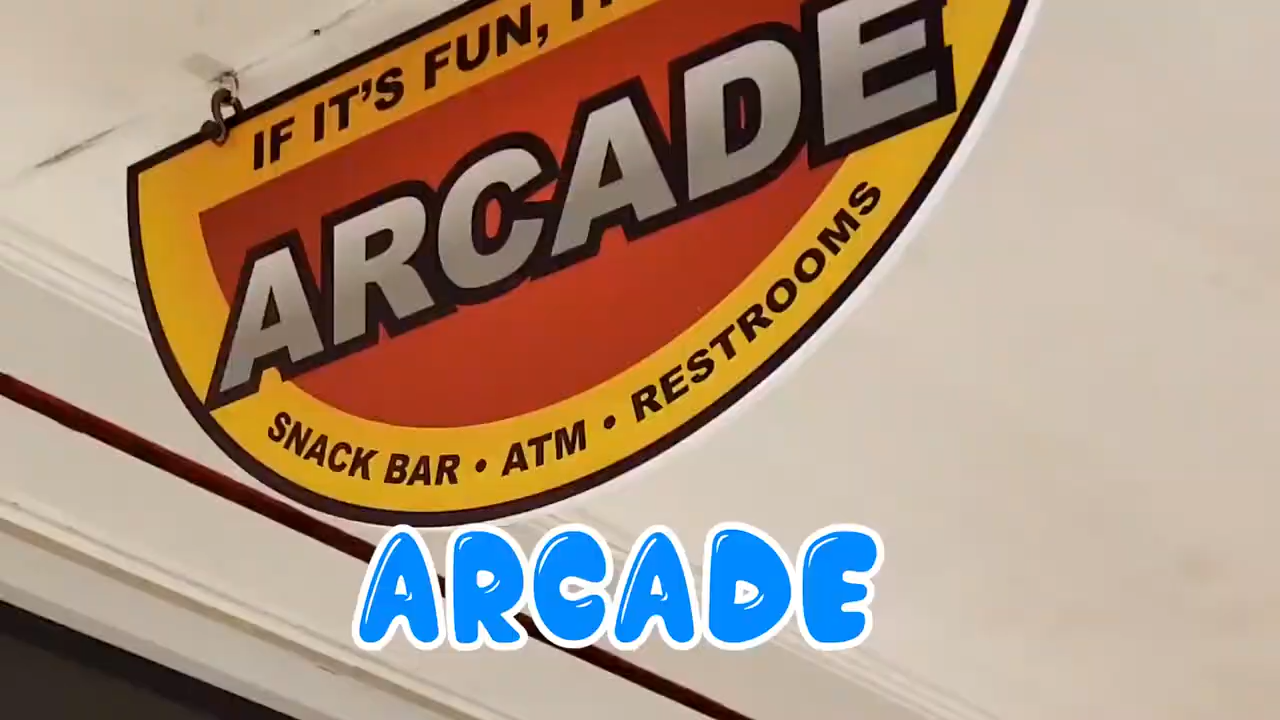 IF IT'S FUN,
ARCADE
SNACK BAR • ATM • RESTROOMS
ARCADE